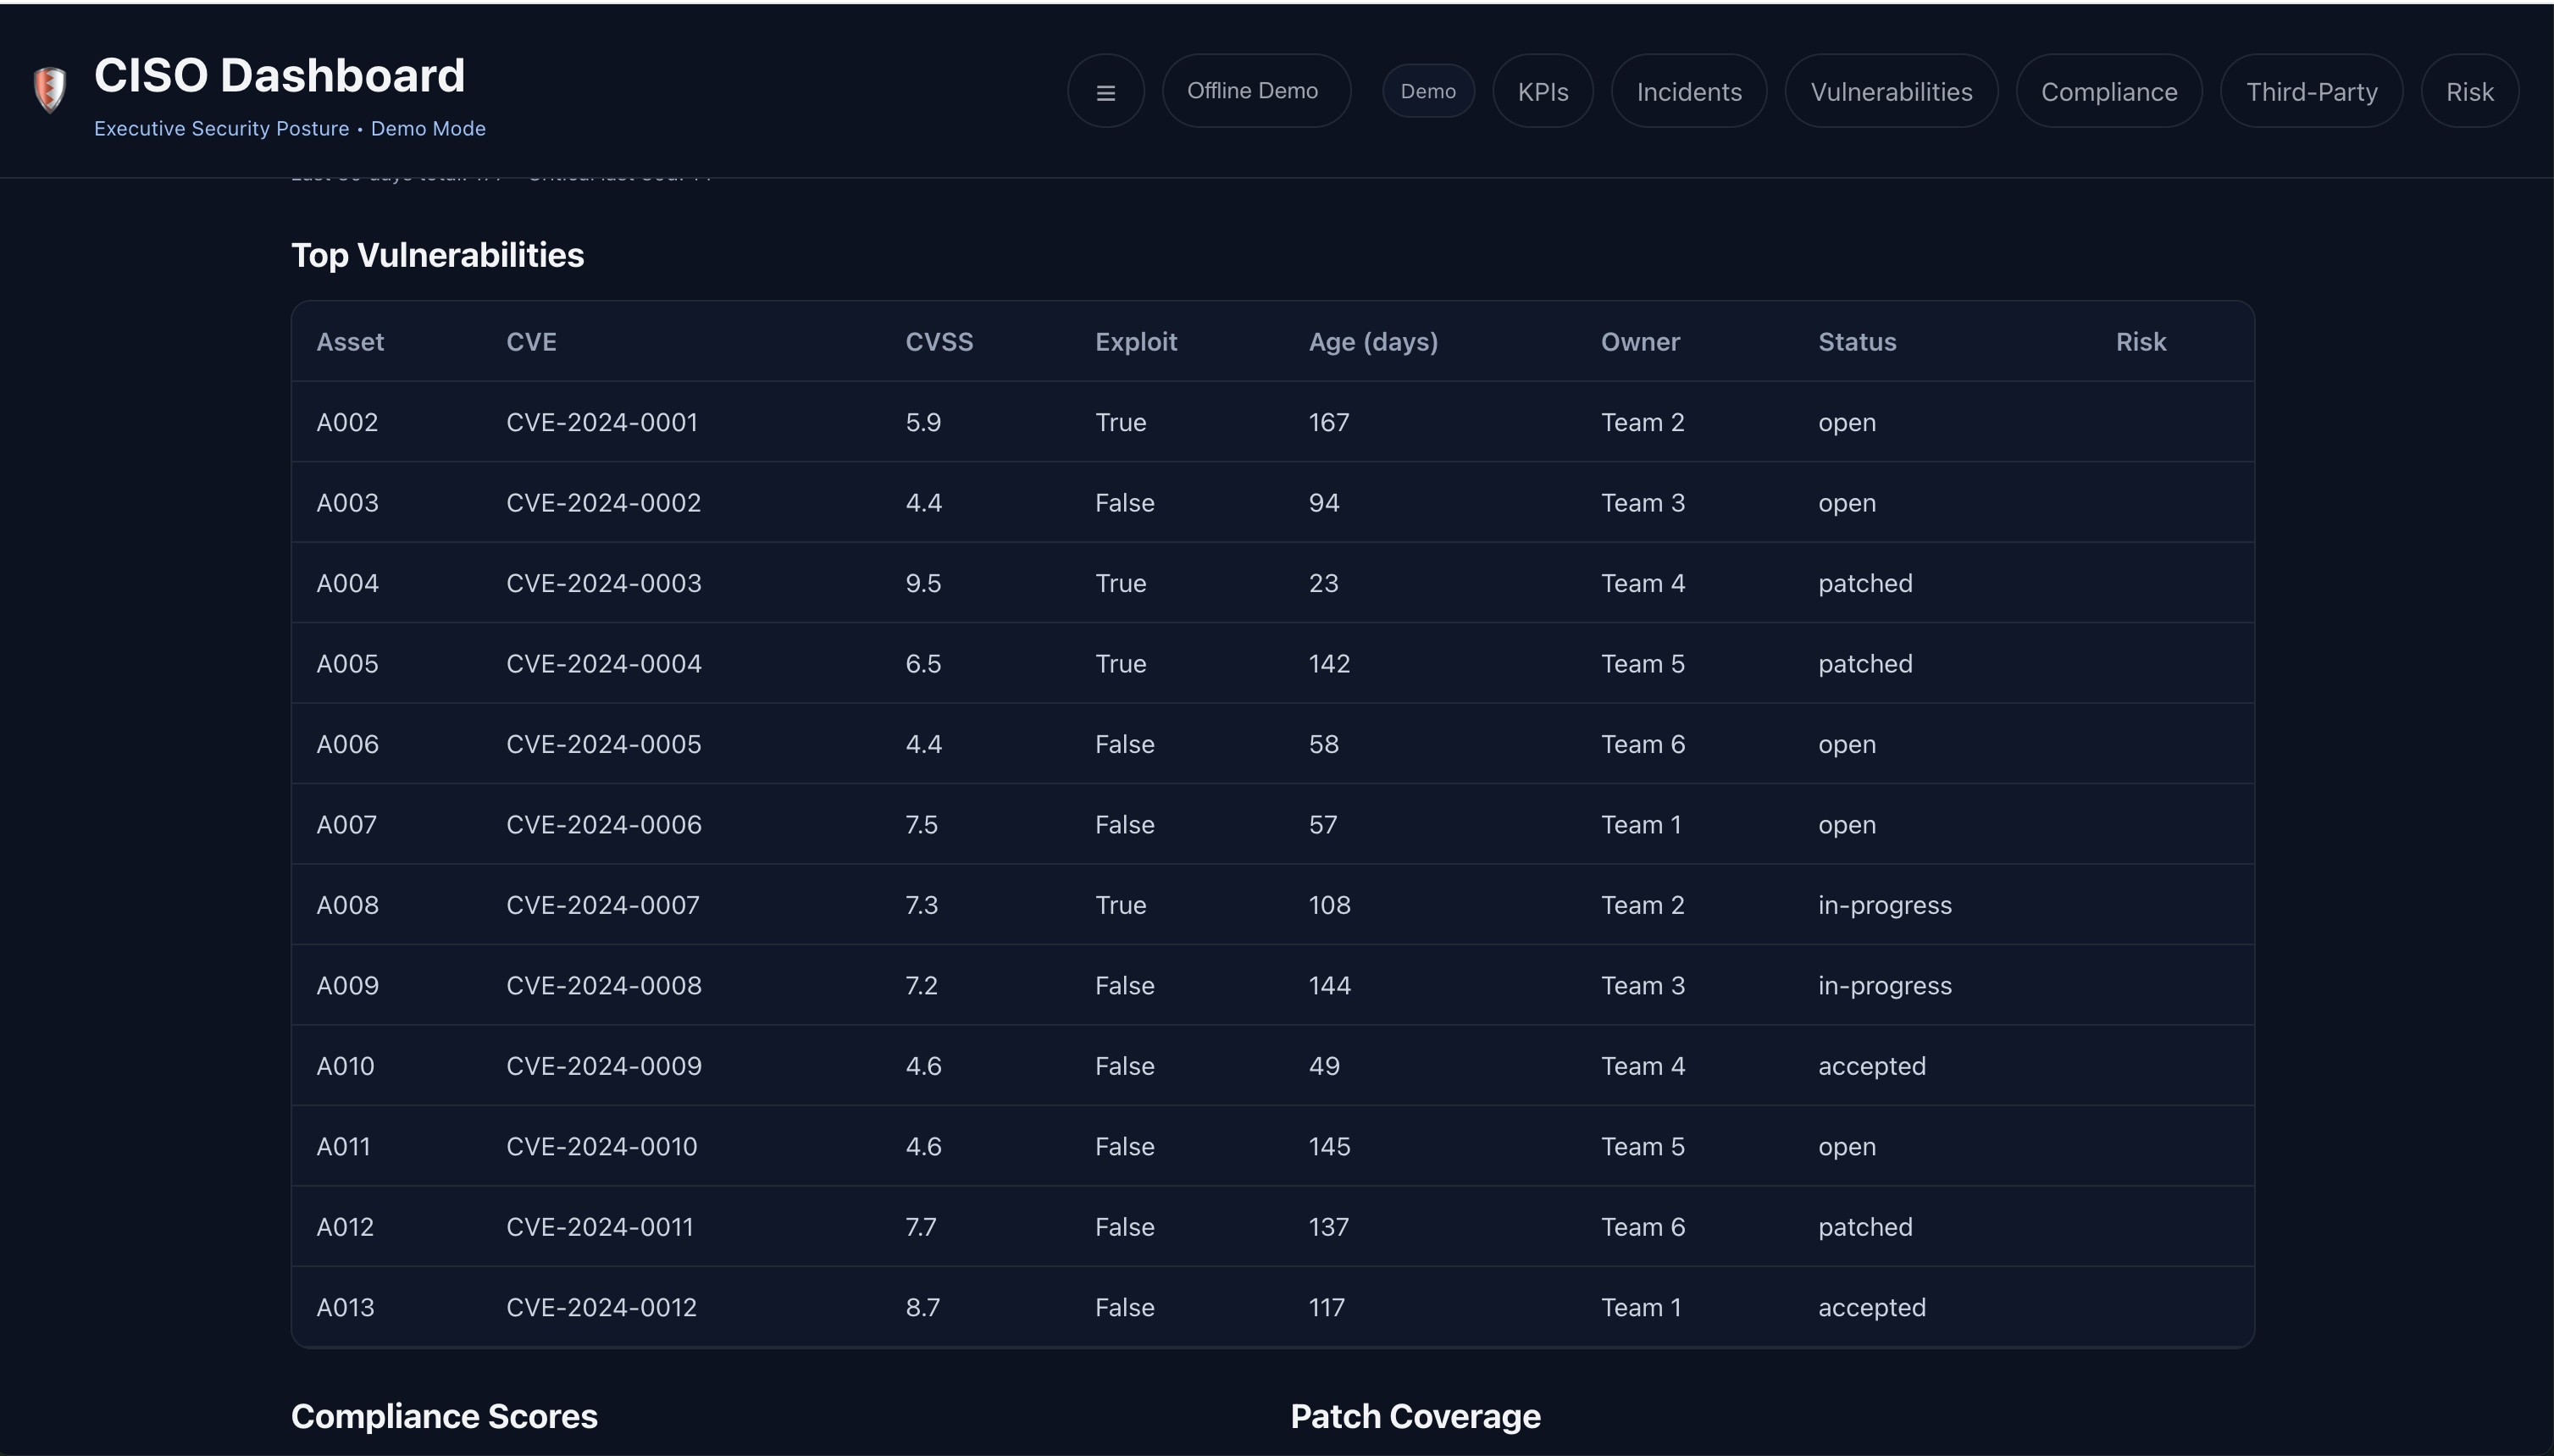 CISO Dashboard
Executive Security Posture • Demo Mode
≡ Offline Demo Demo KPIs Incidents Vulnerabilities Compliance Third-Party Risk
Top Vulnerabilities
Asset CVE CVSS Exploit Age (days) Owner Status Risk
A002 CVE-2024-0001 5.9 True 167 Team 2 open
A003 CVE-2024-0002 4.4 False 94 Team 3 open
A004 CVE-2024-0003 9.5 True 23 Team 4 patched
A005 CVE-2024-0004 6.5 True 142 Team 5 patched
A006 CVE-2024-0005 4.4 False 58 Team 6 open
A007 CVE-2024-0006 7.5 False 57 Team 1 open
A008 CVE-2024-0007 7.3 True 108 Team 2 in-progress
A009 CVE-2024-0008 7.2 False 144 Team 3 in-progress
A010 CVE-2024-0009 4.6 False 49 Team 4 accepted
A011 CVE-2024-0010 4.6 False 145 Team 5 open
A012 CVE-2024-0011 7.7 False 137 Team 6 patched
A013 CVE-2024-0012 8.7 False 117 Team 1 accepted
Compliance Scores Patch Coverage